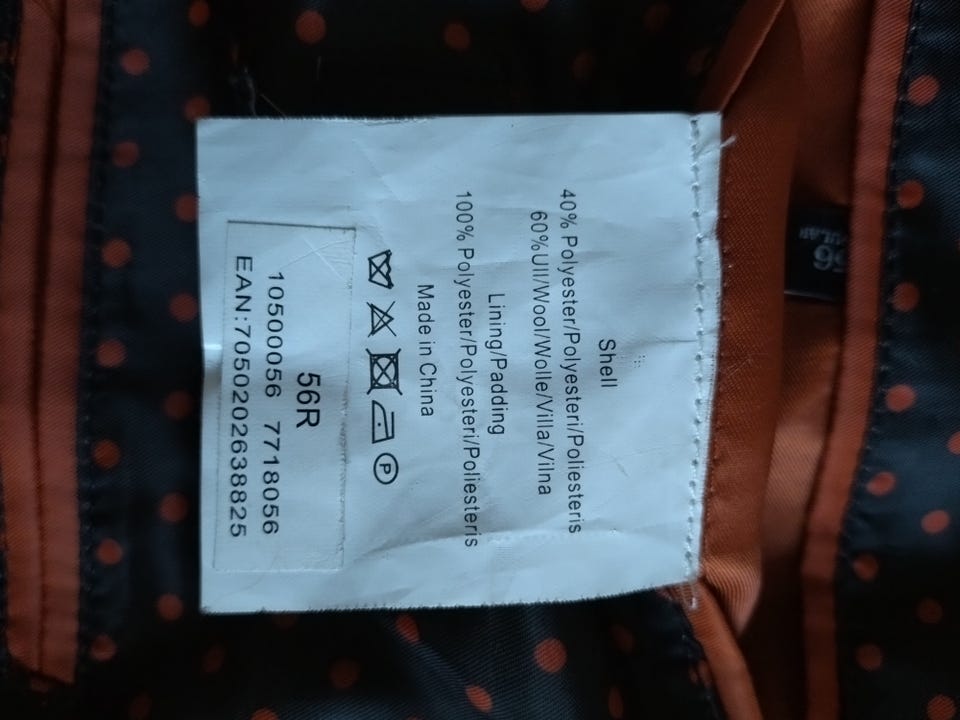 Shell
40% Polyester/Polyesteri/Poliesteris
60%Ull/Wool/Wolle/Villa/Vilna
Lining/Padding
100% Polyester/Polyesteri/Poliesteris
Made in China
P
56R
10500056 7718056
EAN:7050202638825
56